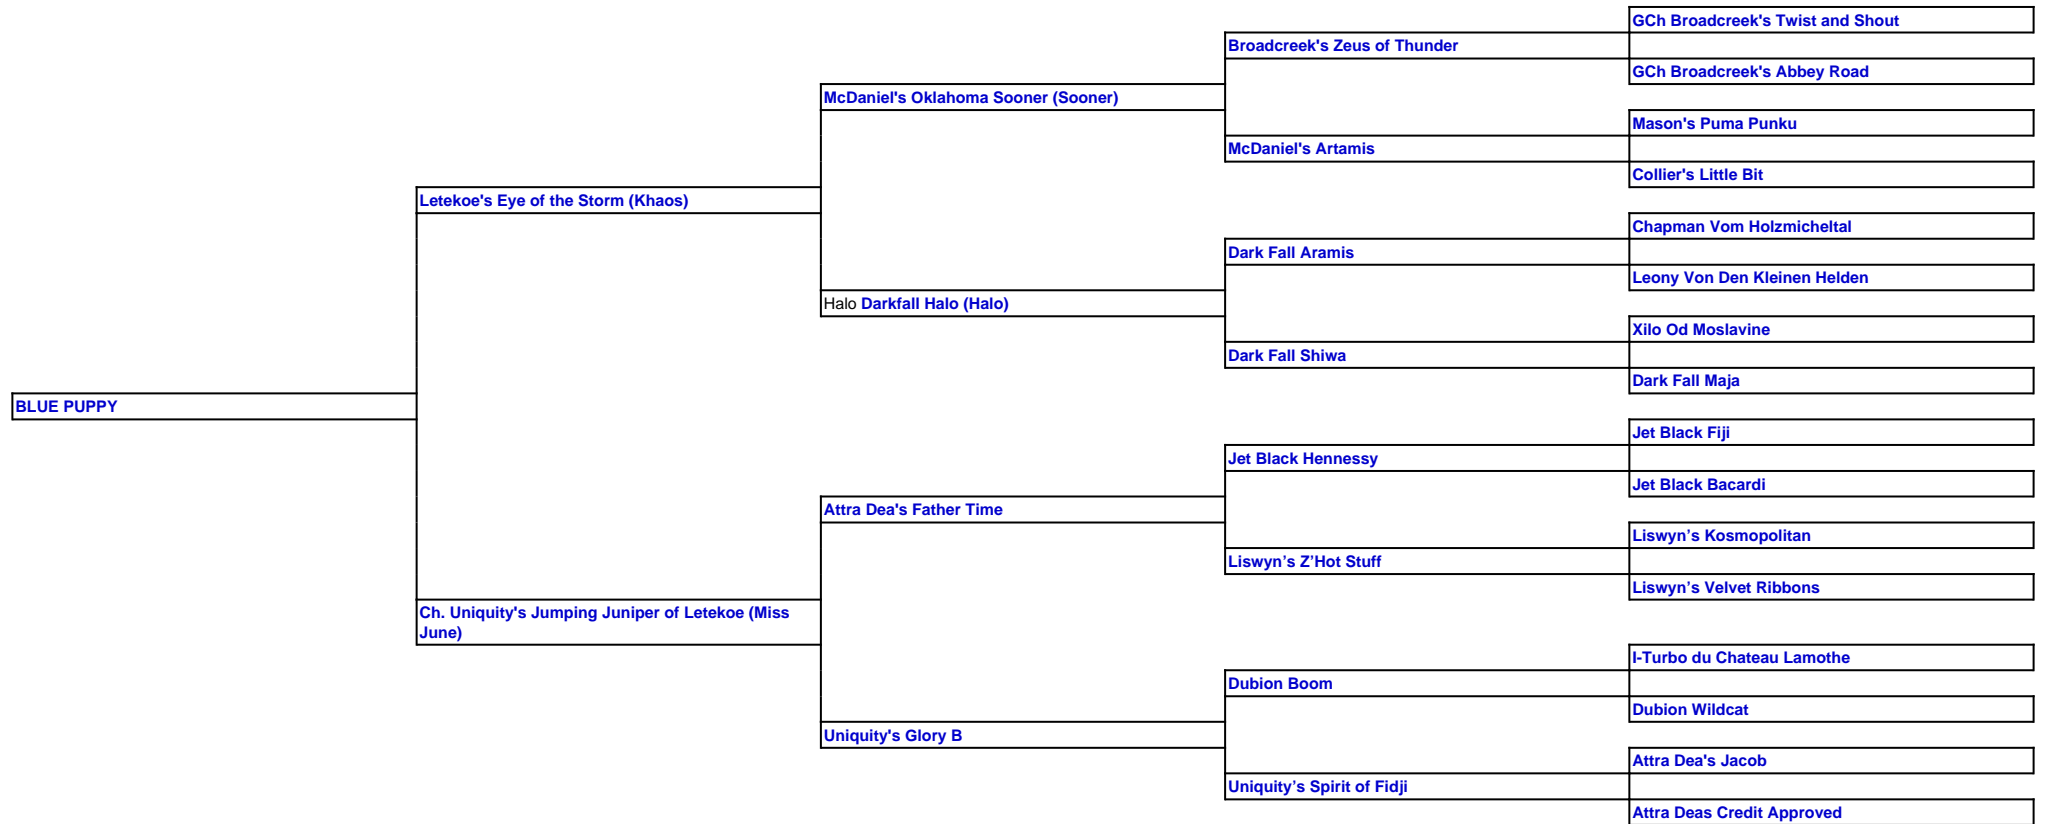 GCh Broadcreek's Twist and Shout
Broadcreek's Zeus of Thunder
GCh Broadcreek's Abbey Road
McDaniel's Oklahoma Sooner (Sooner)
Mason's Puma Punku
McDaniel's Artamis
Collier's Little Bit
Letekoe's Eye of the Storm (Khaos)
Chapman Vom Holzmicheltal
Dark Fall Aramis
Leony Von Den Kleinen Helden
Halo Darkfall Halo (Halo)
Xilo Od Moslavine
Dark Fall Shiwa
Dark Fall Maja
BLUE PUPPY
Jet Black Fiji
Jet Black Hennessy
Jet Black Bacardi
Attra Dea's Father Time
Liswyn’s Kosmopolitan
Liswyn’s Z’Hot Stuff
Liswyn’s Velvet Ribbons
Ch. Uniquity's Jumping Juniper of Letekoe (Miss
June)
I-Turbo du Chateau Lamothe
Dubion Boom
Dubion Wildcat
Uniquity's Glory B
Attra Dea's Jacob
Uniquity’s Spirit of Fidji
Attra Deas Credit Approved